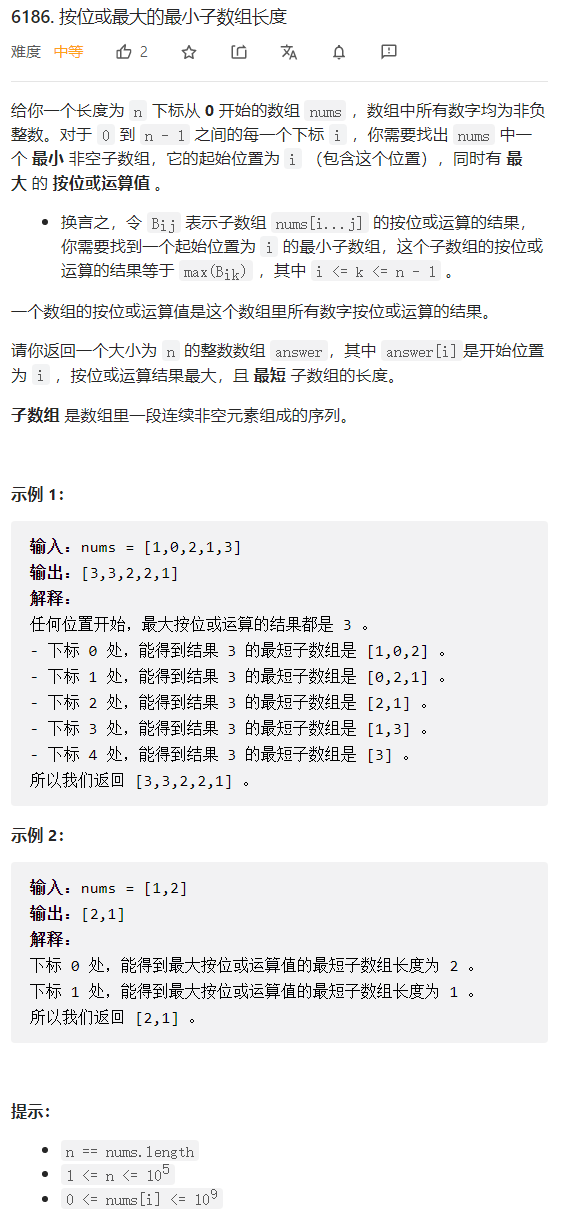 6186. 按位或最大的最小子数组长度
难度 中等 2
给你一个长度为 n 下标从 0 开始的数组 nums ，数组中所有数字均为非负
整数。对于 0 到 n - 1 之间的每一个下标 i ，你需要找出 nums 中一
个 最小 非空子数组，它的起始位置为 i （包含这个位置），同时有 最
大 的 按位或运算值 。
• 换言之，令 Bij 表示子数组 nums[i...j] 的按位或运算的结果，
你需要找到一个起始位置为 i 的最小子数组，这个子数组的按位或
运算的结果等于 max(Bik) ，其中 i <= k <= n - 1 。
一个数组的按位或运算值是这个数组里所有数字按位或运算的结果。
请你返回一个大小为 n 的整数数组 answer，其中 answer[i] 是开始位置
为 i ，按位或运算结果最大，且 最短 子数组的长度。
子数组 是数组里一段连续非空元素组成的序列。
示例 1：
输入：nums = [1,0,2,1,3]
输出：[3,3,2,2,1]
解释：
任何位置开始，最大按位或运算的结果都是 3 。
- 下标 0 处，能得到结果 3 的最短子数组是 [1,0,2] 。
- 下标 1 处，能得到结果 3 的最短子数组是 [0,2,1] 。
- 下标 2 处，能得到结果 3 的最短子数组是 [2,1] 。
- 下标 3 处，能得到结果 3 的最短子数组是 [1,3] 。
- 下标 4 处，能得到结果 3 的最短子数组是 [3] 。
所以我们返回 [3,3,2,2,1] 。
示例 2：
输入：nums = [1,2]
输出：[2,1]
解释：
下标 0 处，能得到最大按位或运算值的最短子数组长度为 2 。
下标 1 处，能得到最大按位或运算值的最短子数组长度为 1 。
所以我们返回 [2,1] 。
提示：
• n == nums.length
• 1 <= n <= 10^5
• 0 <= nums[i] <= 10^9